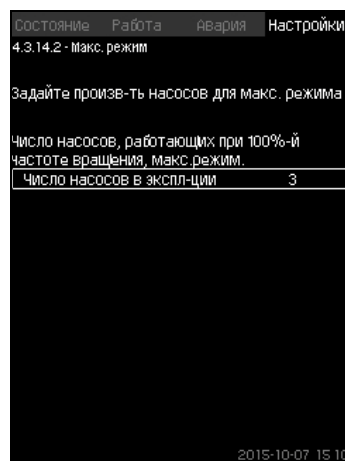 Состояние Работа Авария Настройки
4.3.14.2 - Макс. режим
Задайте произв-ть насосов для макс. режима
Число насосов, работающих при 100%-й
частоте вращения, макс.режим.
Число насосов в экспл-ции 3
2015-10-07 15:10